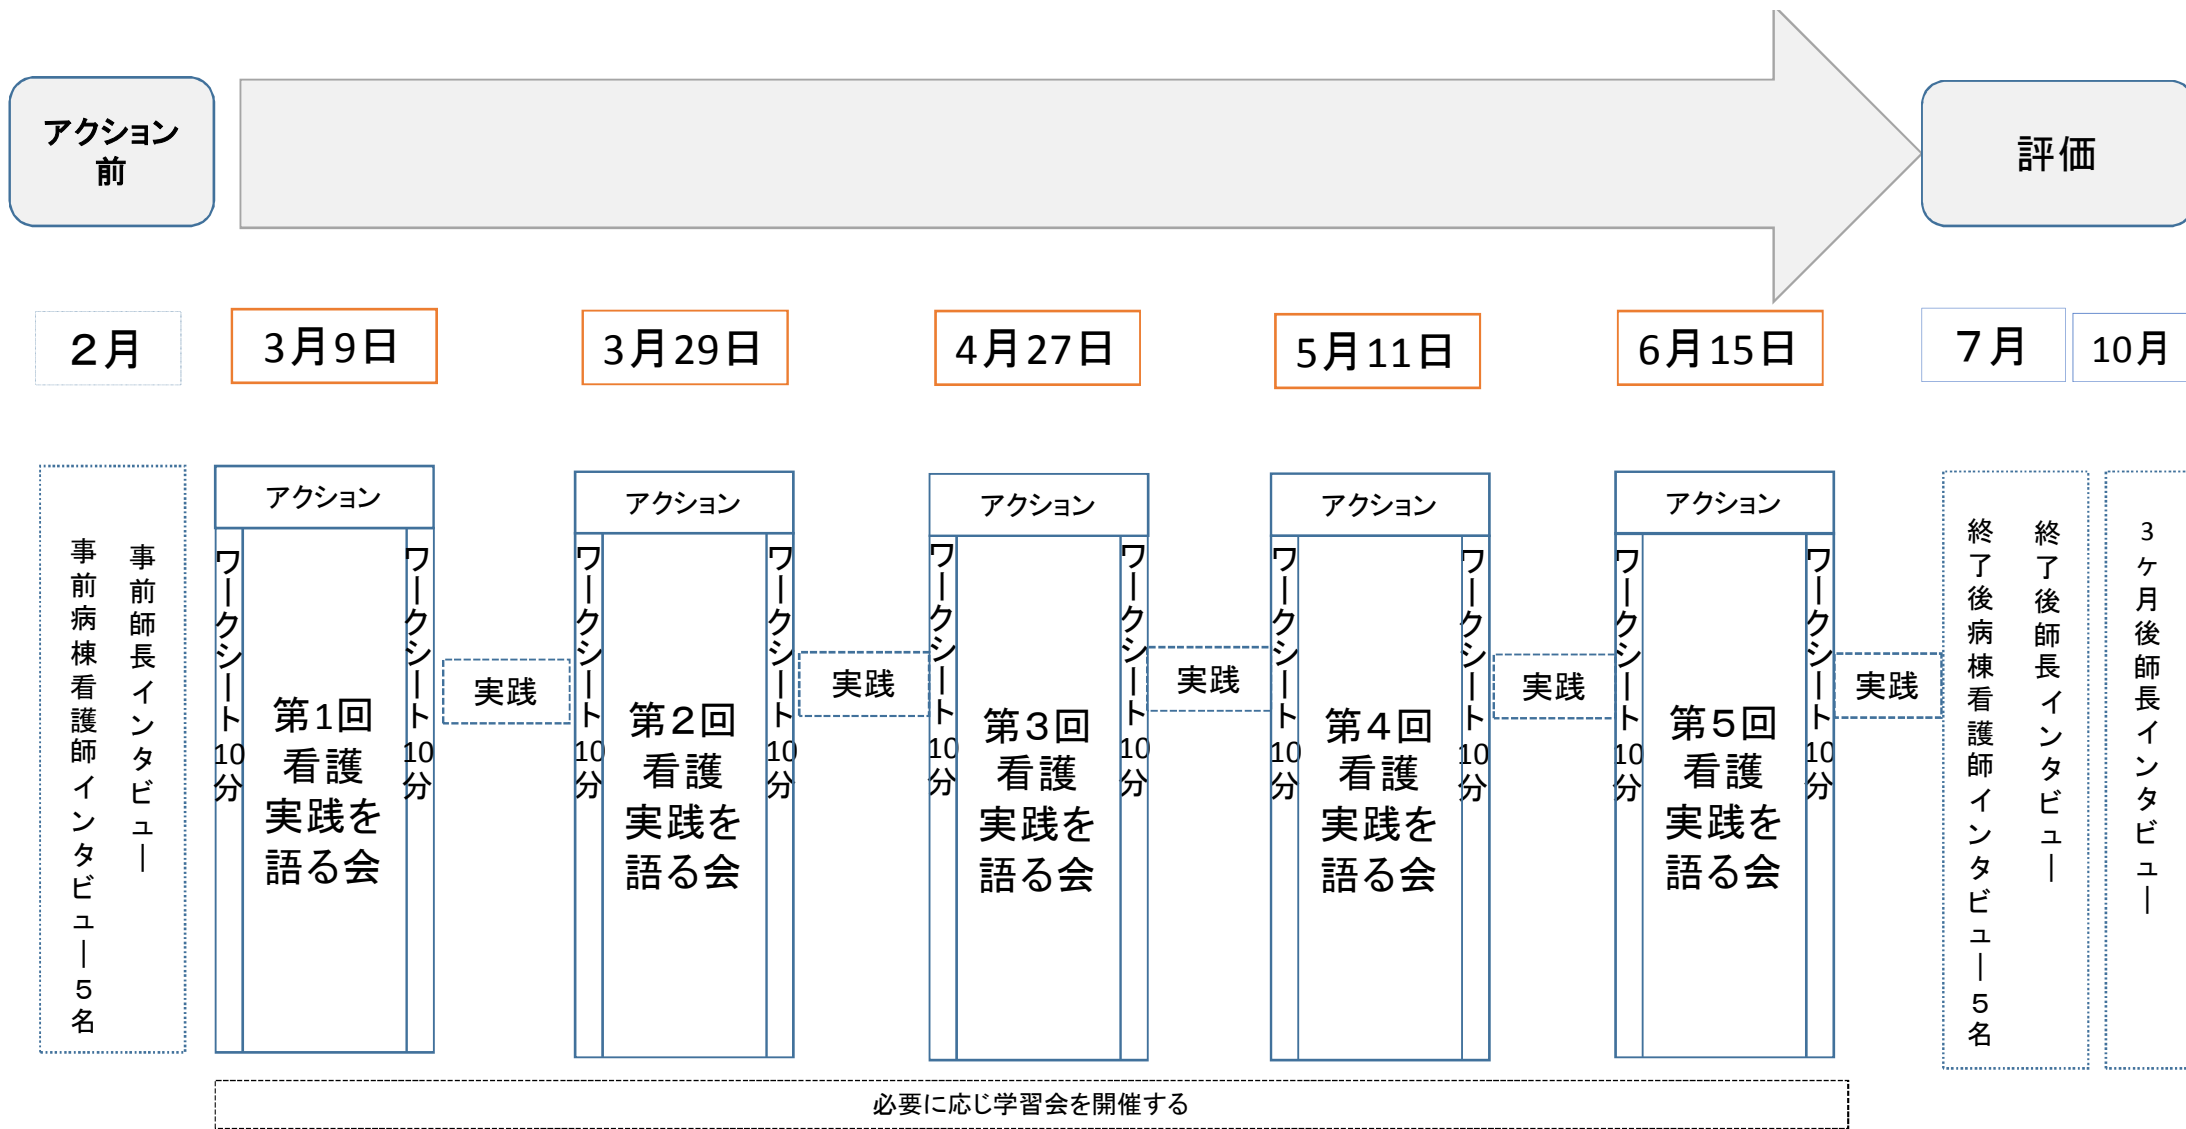 アクション
前
評価
２月
3月9日
3月29日
4月27日
5月11日
6月15日
７月
10月
事前師長インタビュー
事前病棟看護師インタビュー５名
アクション
ワークシート10分
第1回
看護
実践を
語る会
ワークシート10分
実践
アクション
ワークシート10分
第２回
看護
実践を
語る会
ワークシート10分
実践
アクション
ワークシート10分
第３回
看護
実践を
語る会
ワークシート10分
実践
アクション
ワークシート10分
第４回
看護
実践を
語る会
ワークシート10分
実践
アクション
ワークシート10分
第５回
看護
実践を
語る会
ワークシート10分
実践
終了後師長インタビュー
終了後病棟看護師インタビュー５名
3ヶ月後師長インタビュー
必要に応じ学習会を開催する